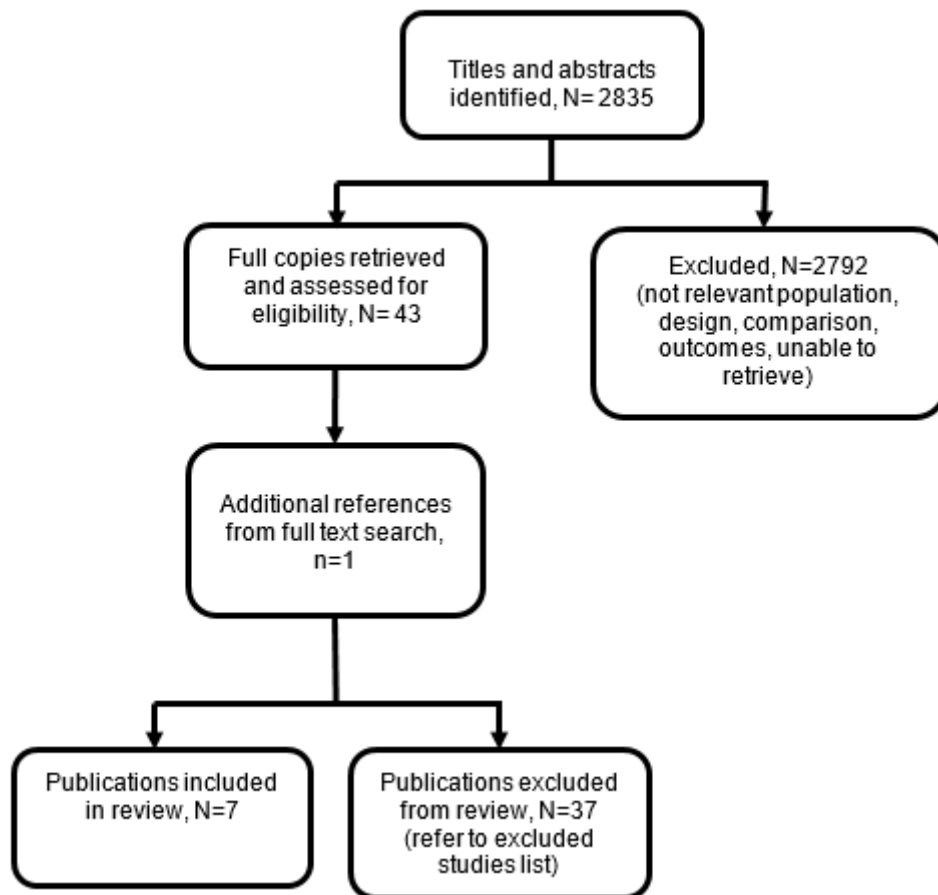 Titles and abstracts
identified, N= 2835
Full copies retrieved
and assessed for
eligibility, N= 43
Excluded, N=2792
(not relevant population,
design, comparison,
outcomes, unable to
retrieve)
Additional references
from full text search,
n=1
Publications included
in review, N=7
Publications excluded
from review, N=37
(refer to excluded
studies list)